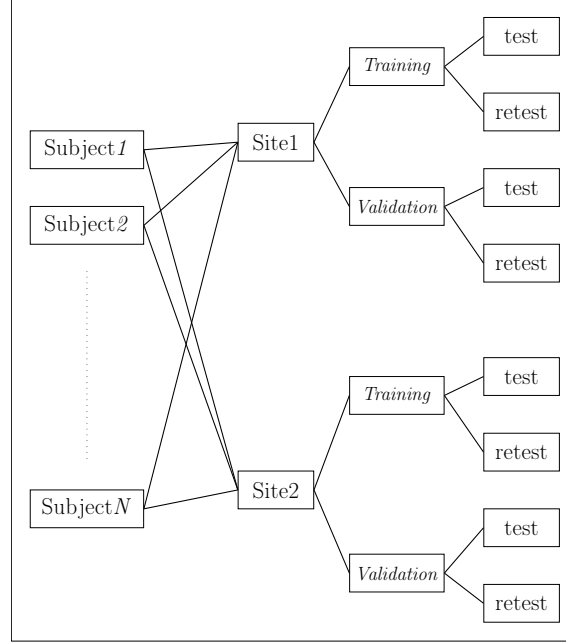 Subject1
Subject2
SubjectN
Site1
Site2
Training
test
retest
Validation
test
retest
Training
test
retest
Validation
test
retest